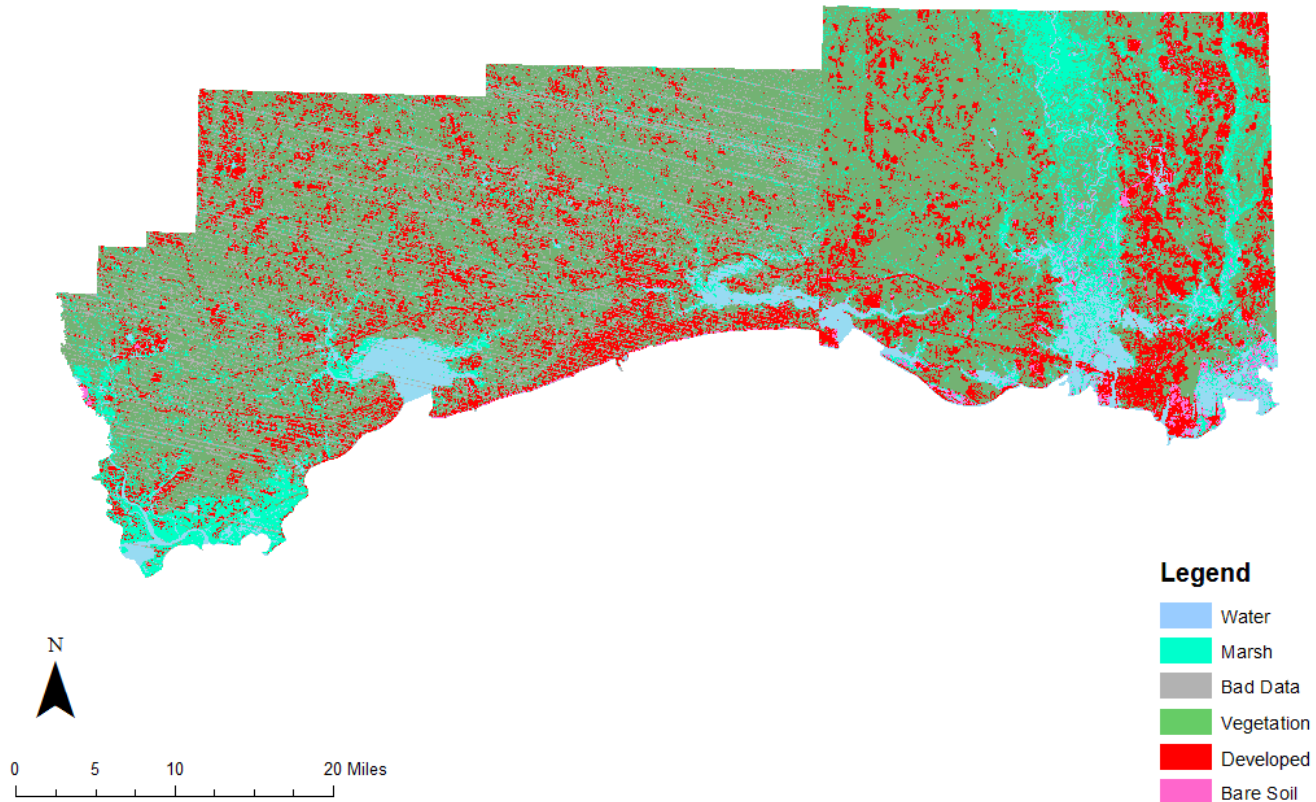 Legend
Water
Marsh
Bad Data
Vegetation
Developed
Bare Soil
N
0 5 10 20 Miles